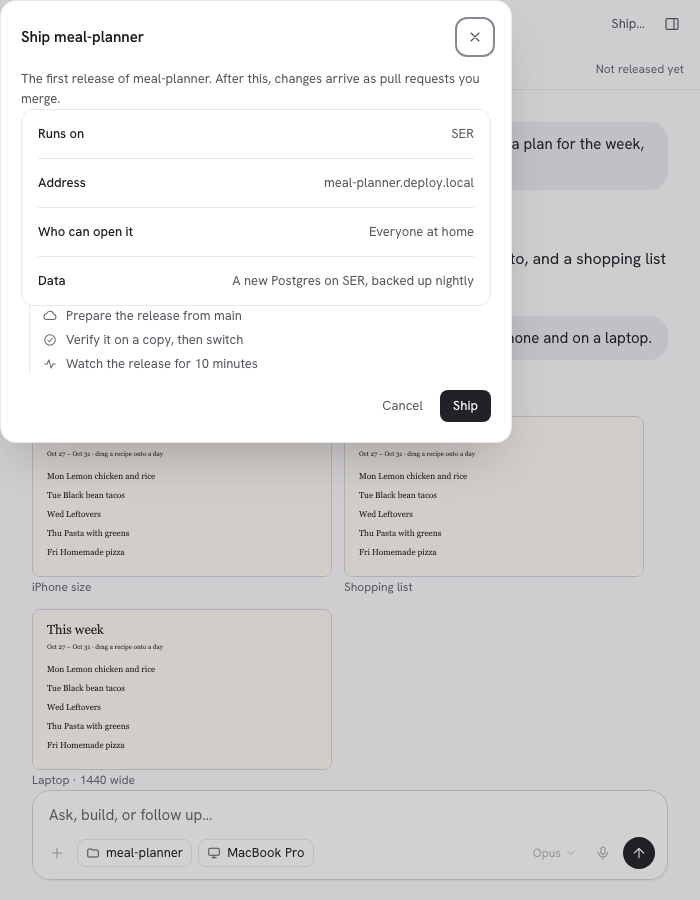 Ship meal-planner
Ship...
Not released yet
The first release of meal-planner. After this, changes arrive as pull requests you
merge.
Runs on SER
Address meal-planner.deploy.local
Who can open it Everyone at home
Data A new Postgres on SER, backed up nightly
Prepare the release from main
Verify it on a copy, then switch
Watch the release for 10 minutes
Cancel Ship
a plan for the week,
to, and a shopping list
one and on a laptop.
Oct 27 – Oct 31 · drag a recipe onto a day
Mon Lemon chicken and rice
Tue Black bean tacos
Wed Leftovers
Thu Pasta with greens
Fri Homemade pizza
iPhone size
Oct 27 – Oct 31 · drag a recipe onto a day
Mon Lemon chicken and rice
Tue Black bean tacos
Wed Leftovers
Thu Pasta with greens
Fri Homemade pizza
Shopping list
This week
Oct 27 – Oct 31 · drag a recipe onto a day
Mon Lemon chicken and rice
Tue Black bean tacos
Wed Leftovers
Thu Pasta with greens
Fri Homemade pizza
Laptop · 1440 wide
Ask, build, or follow up...
meal-planner MacBook Pro Opus